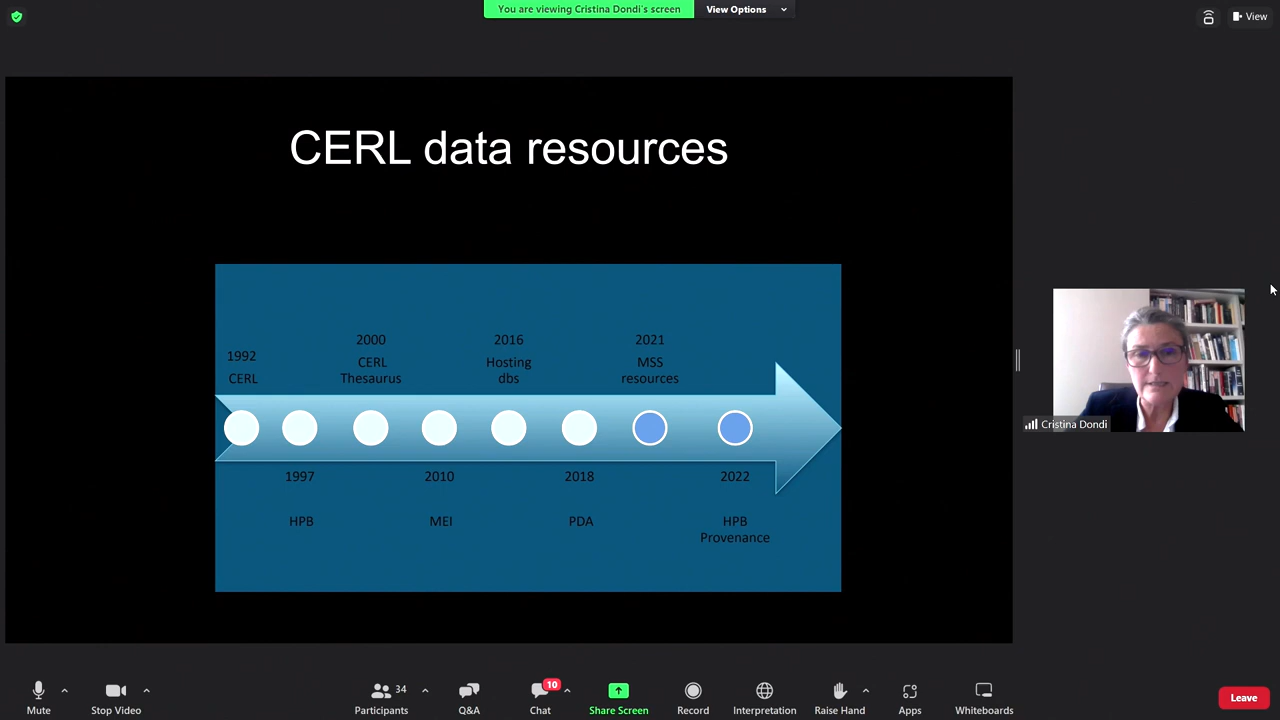 You are viewing Cristina Dondi's screen
View Options
View
CERL data resources
1992
CERL
2000
CERL
Thesaurus
2016
Hosting
dbs
2021
MSS
resources
1997
HPB
2010
MEI
2018
PDA
2022
HPB
Provenance
Cristina Dondi
Mute
Stop Video
34
Participants
Q&A
10
Chat
Share Screen
Record
Interpretation
Raise Hand
Apps
Whiteboards
Leave